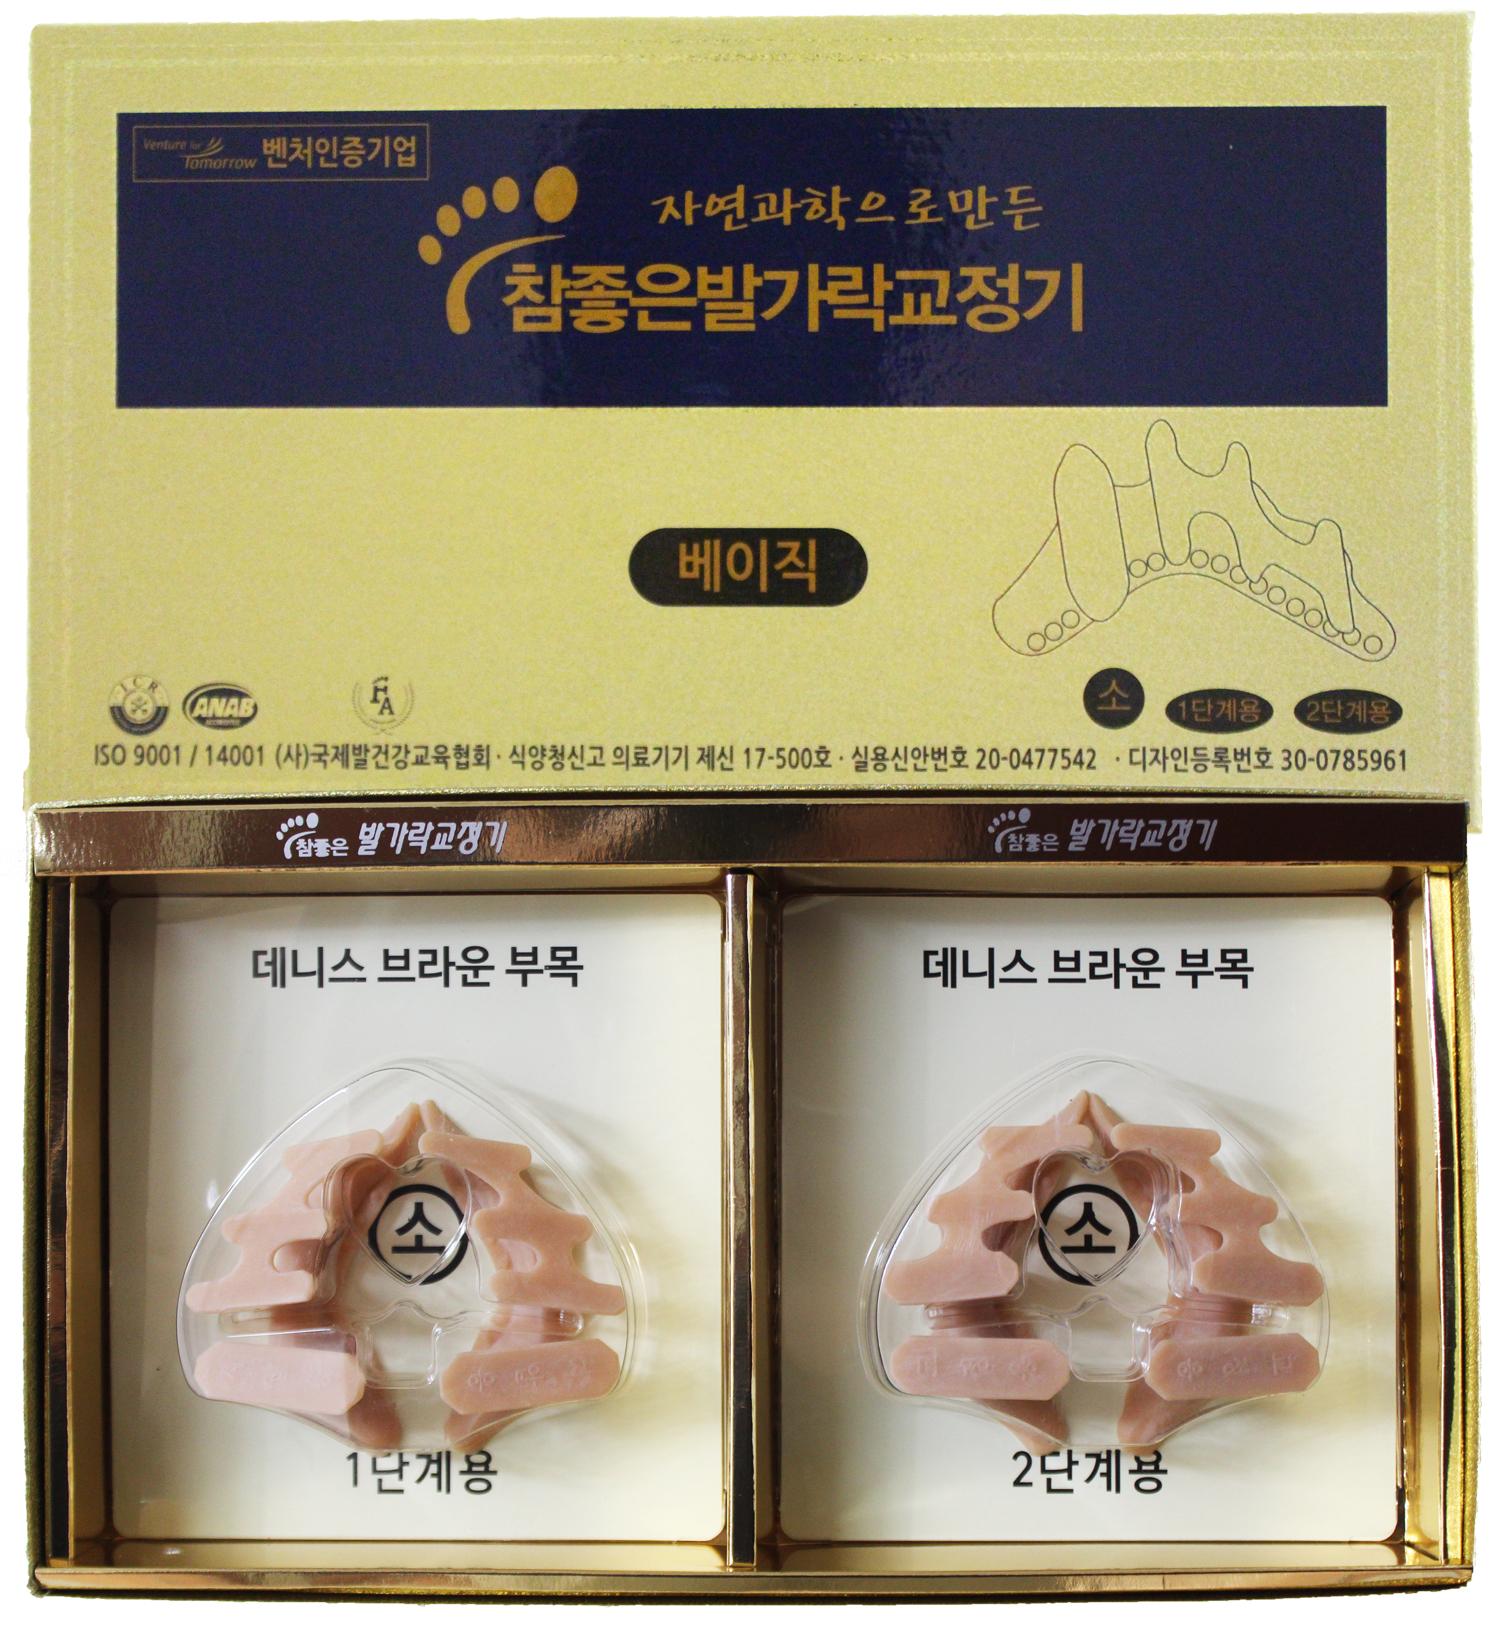 Venture for Tomorrow 벤처인증기업
자연과학으로만든
참좋은발가락교정기
베이직
소 1단계용 2단계용
ICR ANAB HA
ISO 9001 / 14001 (사)국제발건강교육협회 · 식양청신고 의료기기 제신 17-500호 · 실용신안번호 20-0477542 · 디자인등록번호 30-0785961
참좋은 발가락교정기 참좋은 발가락교정기
데니스 브라운 부목
소
1단계용
데니스 브라운 부목
소
2단계용